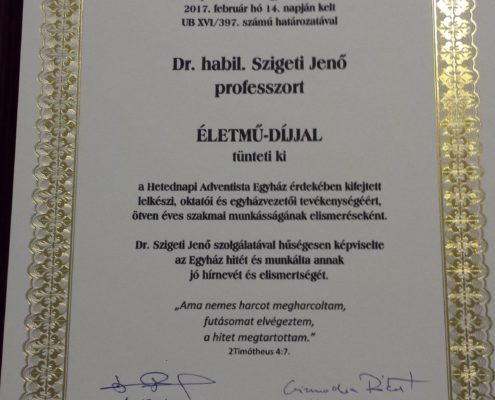 2017. február hó 14. napján kelt
UB XVI/397. számú határozatával
Dr. habil. Szigeti Jenő
professzort
ÉLETMŰ-DÍJJAL
tünteti ki
a Hetednapi Adventista Egyház érdekében kifejtett
lelkészi, oktatói és egyházvezetői tevékenységéért,
ötven éves szakmai munkásságának elismeréseként.
Dr. Szigeti Jenő szolgálatával hűségesen képviselte
az Egyház hitét és munkálta annak
jó hírnevét és elismertségét.
„Ama nemes harcot megharcoltam,
futásomat elvégeztem,
a hitet megtartottam.”
2Timótheus 4:7.